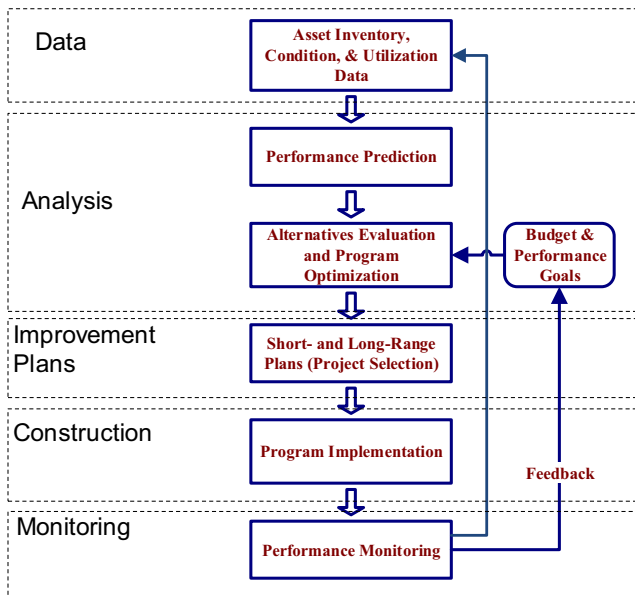 Data
Asset Inventory,
Condition, & Utilization
Data
Analysis
Performance Prediction
Alternatives Evaluation
and Program
Optimization
Budget &
Performance
Goals
Improvement
Plans
Short- and Long-Range
Plans (Project Selection)
Construction
Program Implementation
Feedback
Monitoring
Performance Monitoring